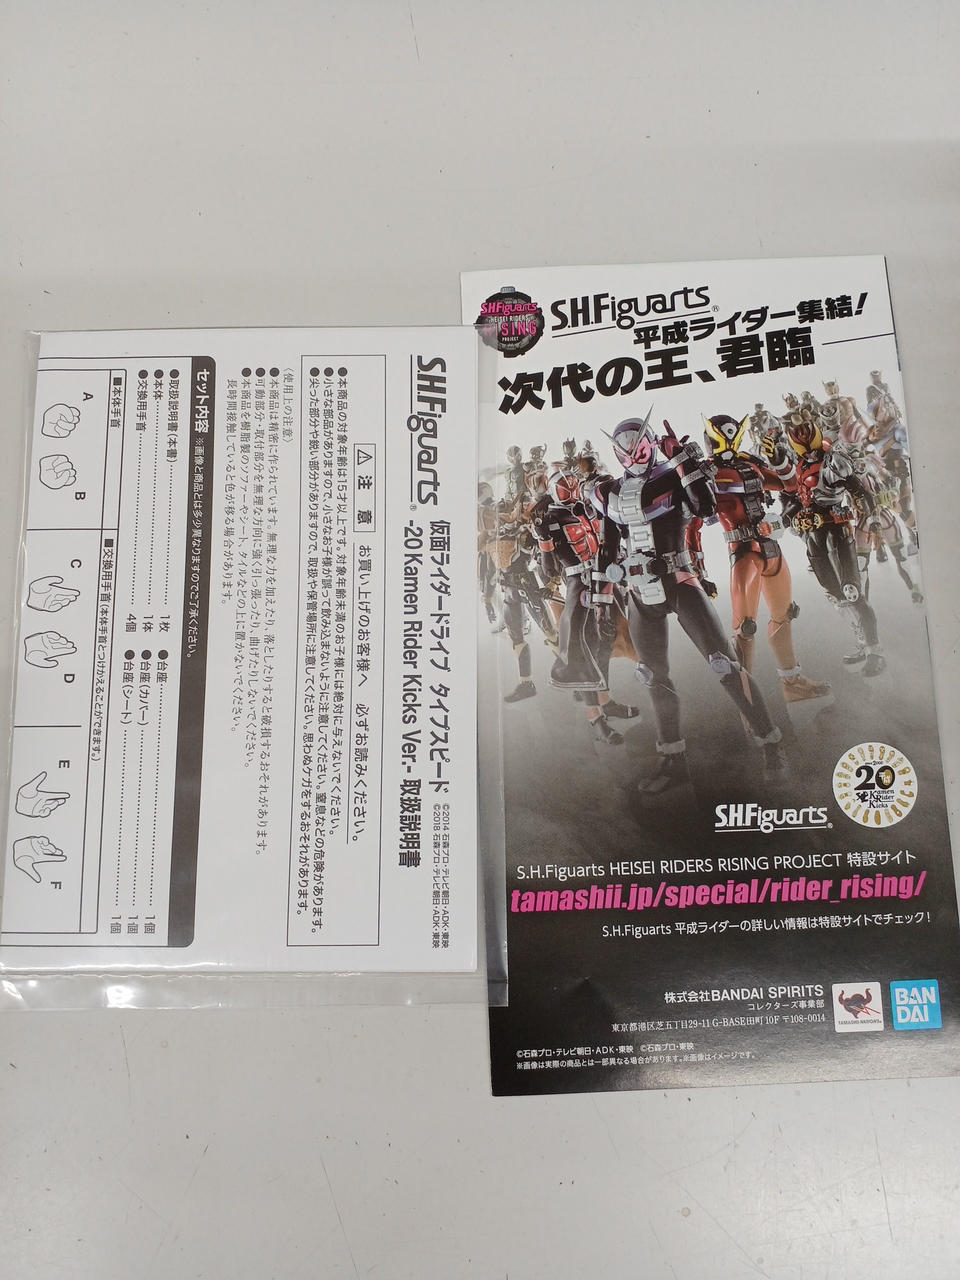 S.H.Figuarts®
仮面ライダードライブ タイプスピード
-20 Kamen Rider Kicks Ver.- 取扱説明書
©2014 石森プロ・テレビ朝日・ADK・東映
©2018 石森プロ・テレビ朝日・ADK・東映
注 意 お買い上げのお客様へ 必ずお読みください。
●本商品の対象年齢は15才以上です。対象年齢未満のお子様には絶対に与えないでください。
●小さな部品がありますので、小さなお子様が誤って飲み込まないように注意してください。窒息などの危険があります。
●尖った部分や鋭い部分がありますので、取扱や保管場所に注意してください。思わぬケガをするおそれがあります。
〈使用上の注意〉
●本商品は精密に作られています。無理な力を加えたり、落としたりすると破損するおそれがあります。
●可動部分・取付部分を無理な方向に強く引っ張ったり、曲げたりしないでください。
●本商品を樹脂製のソファーやシート、タイルなどの上に置かないでください。
長時間接触していると色が移る場合があります。
セット内容 ※画像と商品とは多少異なりますのでご了承ください。
●取扱説明書(本書)……1枚
●本体……1体
●交換用手首……4個
●台座……1個
●台座(カバー)……1個
●台座(シート)……1個
■本体手首
■交換用手首(本体手首とつけかえることができます。)
A
B
C
D
E
F
S.H.Figuarts
HEISEI RIDERS
RISING
PROJECT
S.H.Figuarts®
平成ライダー集結!
次代の王、君臨
20
Kamen
Rider
Kicks
S.H.Figuarts®
S.H.Figuarts HEISEI RIDERS RISING PROJECT 特設サイト
tamashii.jp/special/rider_rising/
S.H.Figuarts 平成ライダーの詳しい情報は特設サイトでチェック!
株式会社BANDAI SPIRITS
コレクターズ事業部
東京都港区芝五丁目29-11 G-BASE田町10F 〒108-0014
TAMASHII NATIONS
BAN
DAI
©石森プロ・テレビ朝日・ADK・東映 ©石森プロ・東映
※画像は実際の商品とは一部異なる場合があります。※画像はイメージです。